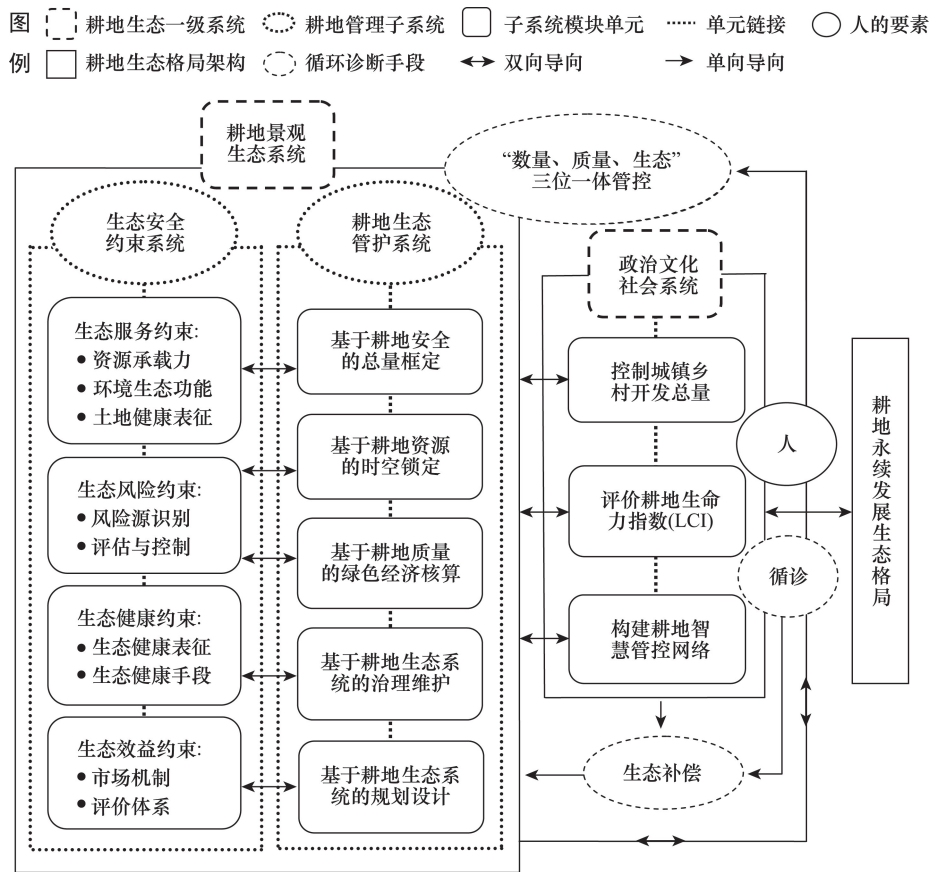 图 耕地生态一级系统 耕地管理子系统 子系统模块单元 单元链接 人的要素
例 耕地生态格局架构 循环诊断手段 双向导向 单向导向
耕地景观
生态系统
“数量、质量、生态”
三位一体管控
生态安全
约束系统
生态服务约束:
• 资源承载力
• 环境生态功能
• 土地健康表征
生态风险约束:
• 风险源识别
• 评估与控制
生态健康约束:
• 生态健康表征
• 生态健康手段
生态效益约束:
• 市场机制
• 评价体系
耕地生态
管护系统
基于耕地安全
的总量框定
基于耕地资源
的时空锁定
基于耕地质量
的绿色经济核算
基于耕地生态系
统的治理维护
基于耕地生态系
统的规划设计
政治文化
社会系统
控制城镇乡
村开发总量
评价耕地生命
力指数(LCI)
构建耕地智
慧管控网络
生态补偿
人
循诊
耕地永续发展生态格局